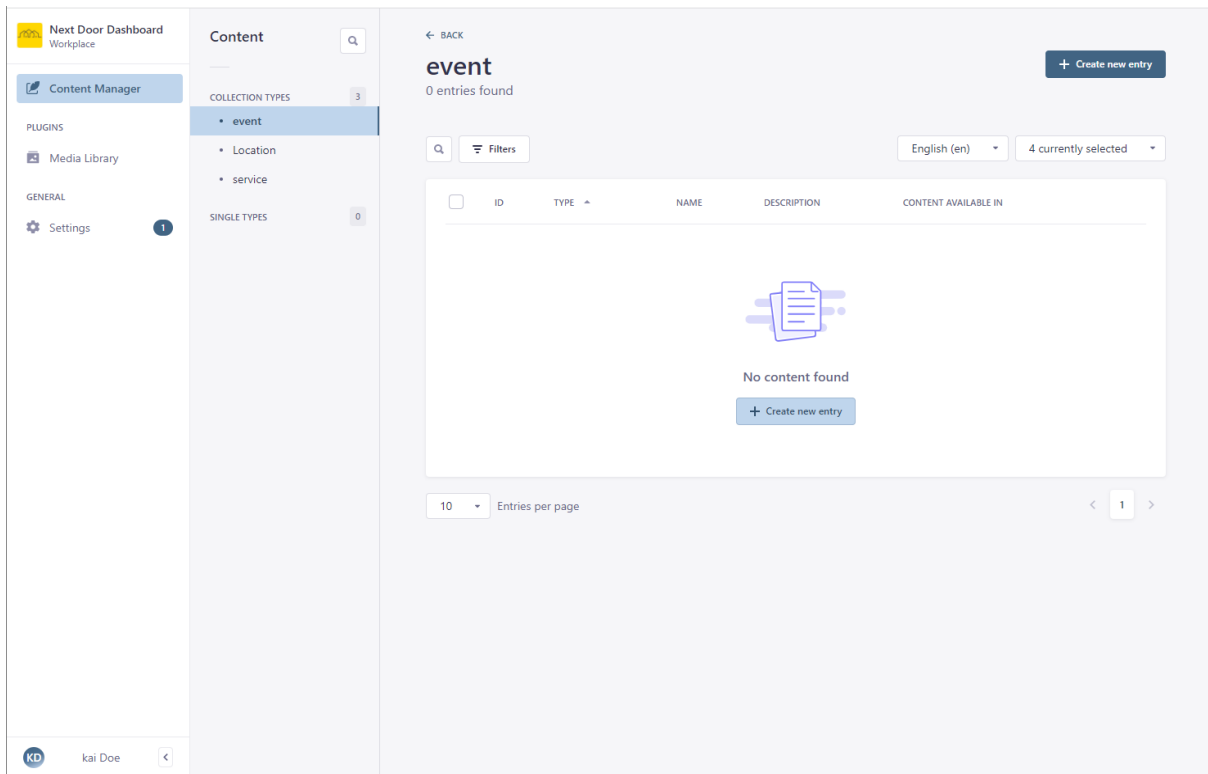 Next Door Dashboard
Workplace
Content Manager
PLUGINS
Media Library
GENERAL
Settings
1
KD
kai Doe
Content
COLLECTION TYPES
3
event
Location
service
SINGLE TYPES
0
BACK
event
0 entries found
Create new entry
Filters
English (en)
4 currently selected
ID TYPE NAME DESCRIPTION CONTENT AVAILABLE IN
No content found
Create new entry
10 Entries per page
1